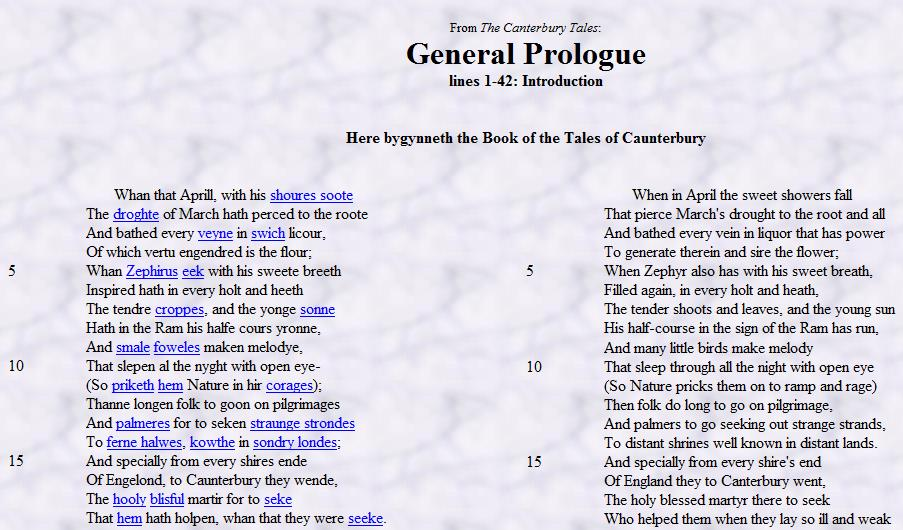 From The Canterbury Tales:
General Prologue
lines 1-42: Introduction
Here bygynneth the Book of the Tales of Caunterbury
Whan that Aprill, with his shoures soote
The droghte of March hath perced to the roote
And bathed every veyne in swich licour,
Of which vertu engendred is the flour;
5 Whan Zephirus eek with his sweete breeth
Inspired hath in every holt and heeth
The tendre croppes, and the yonge sonne
Hath in the Ram his halfe cours yronne,
And smale foweles maken melodye,
10 That slepen al the nyght with open eye-
(So priketh hem Nature in hir corages);
Thanne longen folk to goon on pilgrimages
And palmeres for to seken straunge strondes
To ferne halwes, kowthe in sondry londes;
15 And specially from every shires ende
Of Engelond, to Caunterbury they wende,
The hooly blisful martir for to seke
That hem hath holpen, whan that they were seeke.
When in April the sweet showers fall
That pierce March's drought to the root and all
And bathed every vein in liquor that has power
To generate therein and sire the flower;
5 When Zephyr also has with his sweet breath,
Filled again, in every holt and heath,
The tender shoots and leaves, and the young sun
His half-course in the sign of the Ram has run,
And many little birds make melody
10 That sleep through all the night with open eye
(So Nature pricks them on to ramp and rage)
Then folk do long to go on pilgrimage,
And palmers to go seeking out strange strands,
To distant shrines well known in distant lands.
15 And specially from every shire's end
Of England they to Canterbury went,
The holy blessed martyr there to seek
Who helped them when they lay so ill and weak